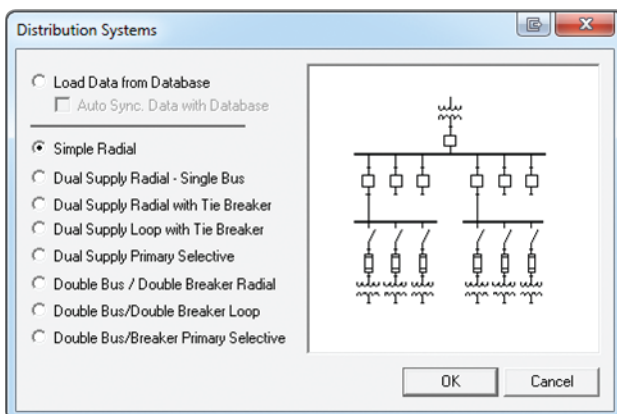 Distribution Systems
Load Data from Database
Auto Sync. Data with Database
Simple Radial
Dual Supply Radial - Single Bus
Dual Supply Radial with Tie Breaker
Dual Supply Loop with Tie Breaker
Dual Supply Primary Selective
Double Bus / Double Breaker Radial
Double Bus/Double Breaker Loop
Double Bus/Breaker Primary Selective
OK
Cancel